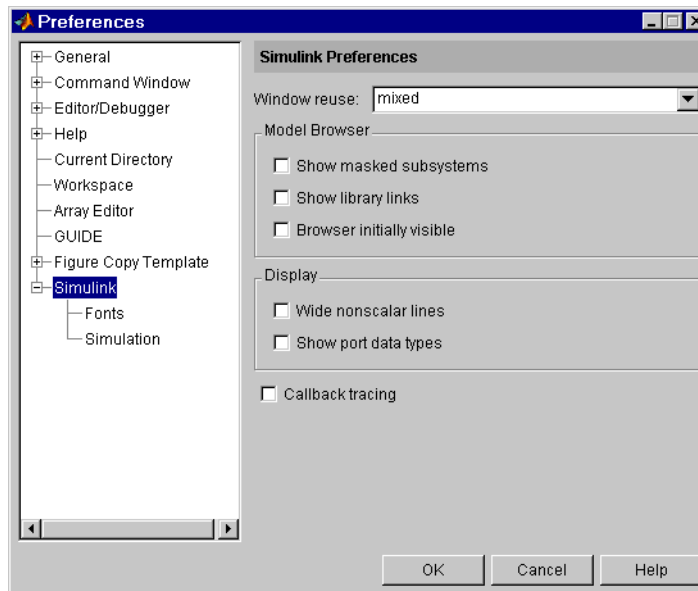 Preferences
General
Command Window
Editor/Debugger
Help
Current Directory
Workspace
Array Editor
GUIDE
Figure Copy Template
Simulink
Fonts
Simulation
Simulink Preferences
Window reuse: mixed
Model Browser
Show masked subsystems
Show library links
Browser initially visible
Display
Wide nonscalar lines
Show port data types
Callback tracing
OK Cancel Help